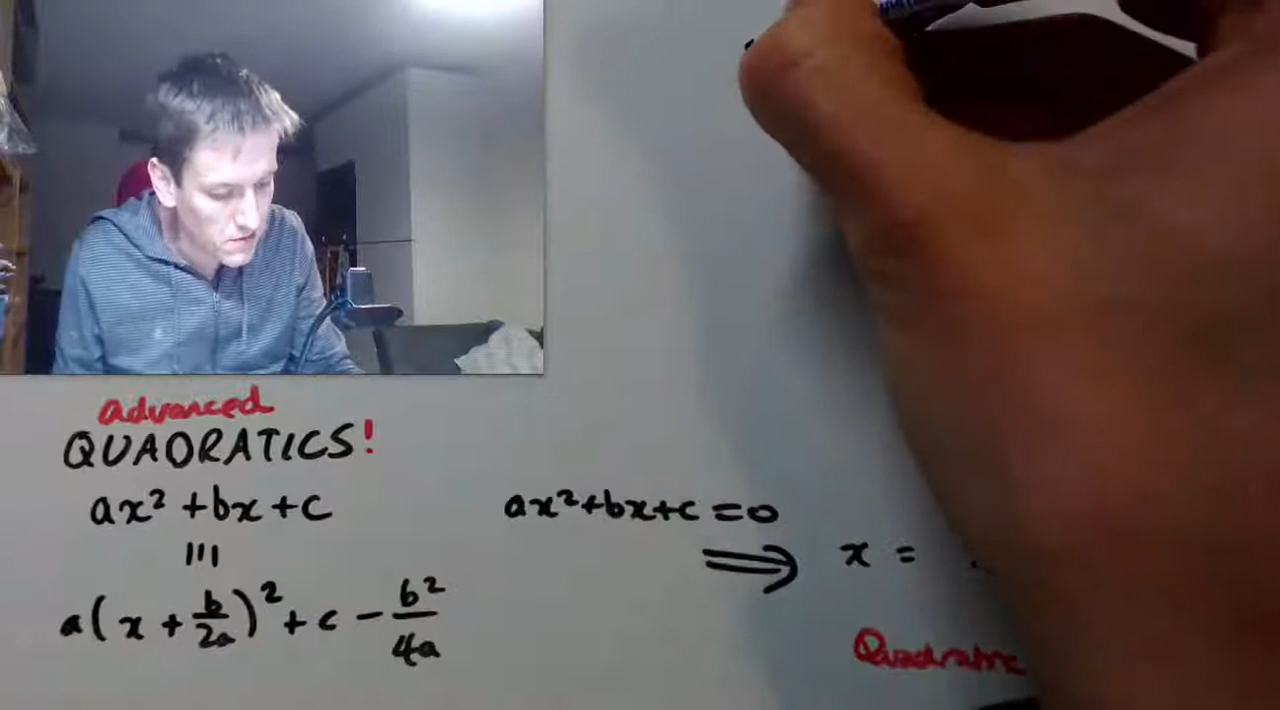 advanced
QUADRATICS!
ax² + bx + c
≡
a(x + b/2a)² + c - b²/4a
ax² + bx + c = 0
⇒ x =
Quadratic